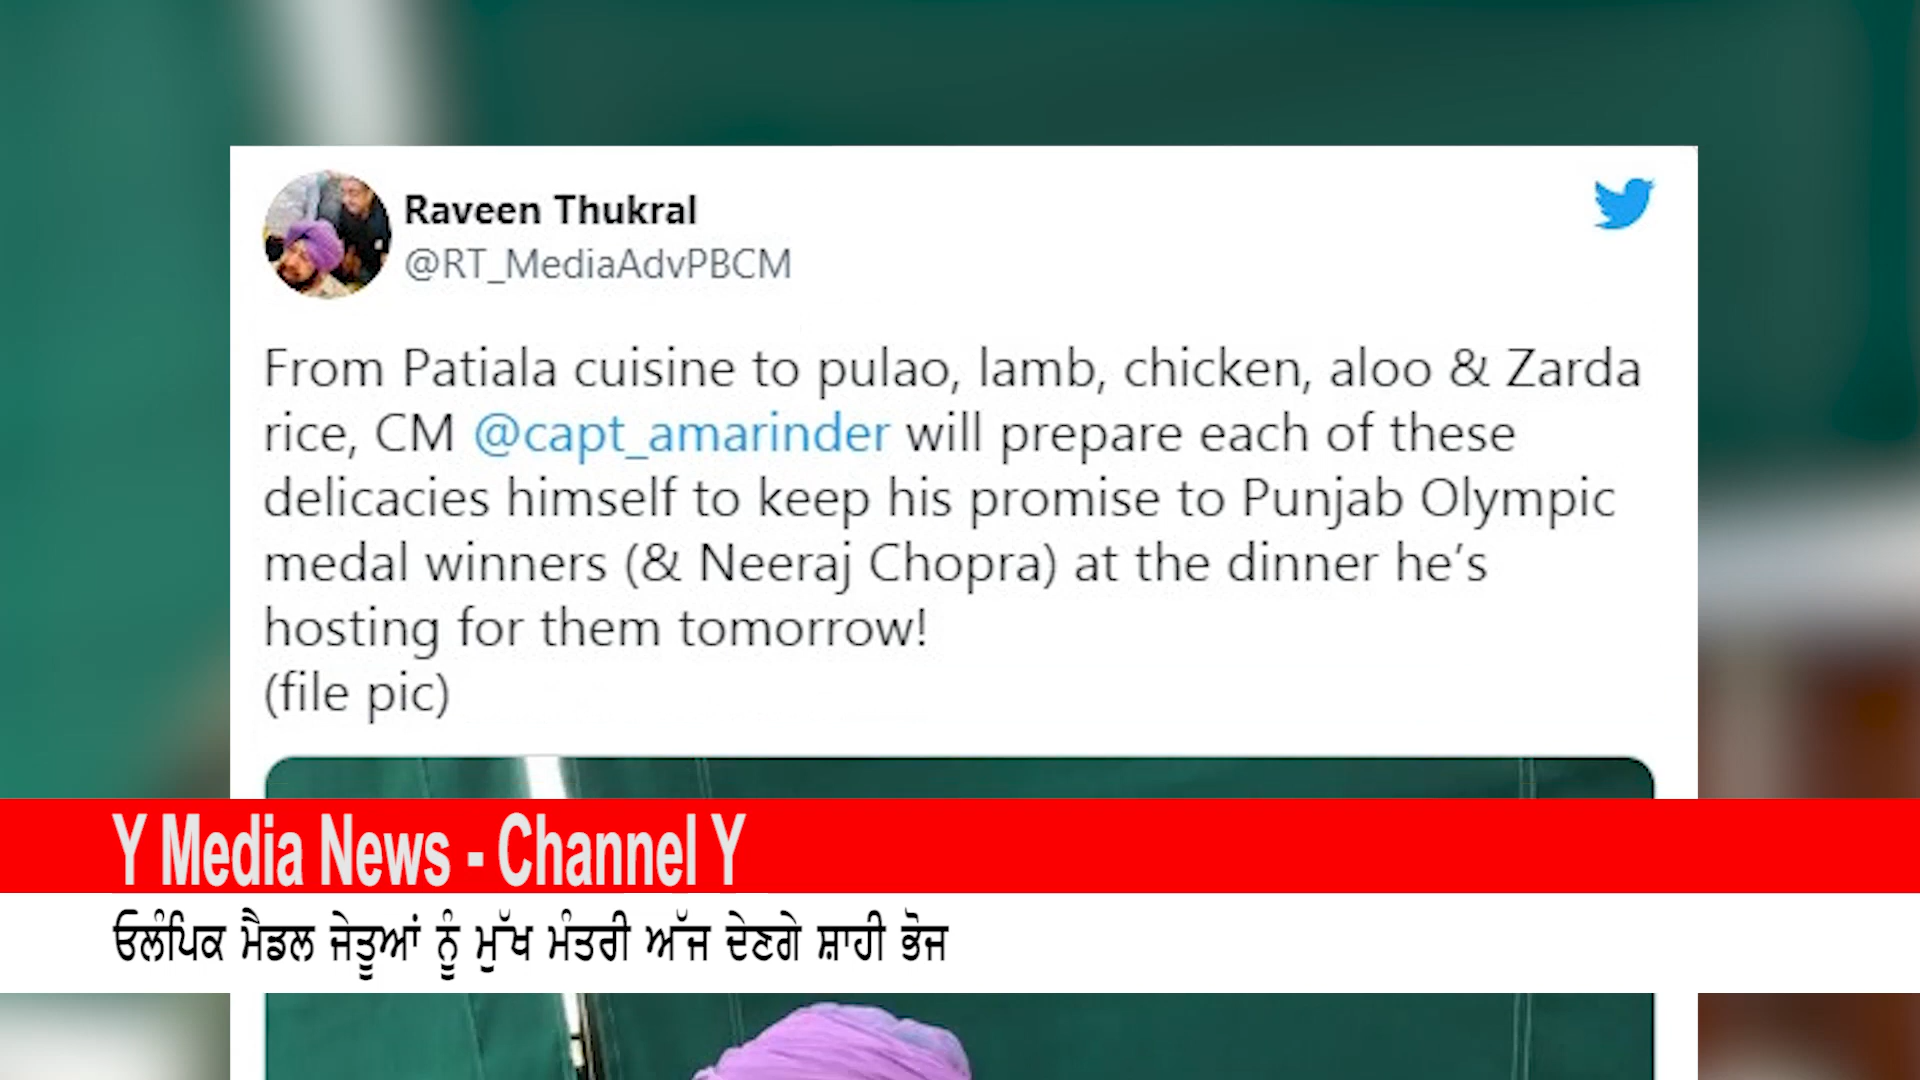 Raveen Thukral
@RT_MediaAdvPBCM
From Patiala cuisine to pulao, lamb, chicken, aloo & Zarda
rice, CM @capt_amarinder will prepare each of these
delicacies himself to keep his promise to Punjab Olympic
medal winners (& Neeraj Chopra) at the dinner he’s
hosting for them tomorrow!
(file pic)
Y Media News - Channel Y
ਓਲੰਪਿਕ ਮੈਡਲ ਜੇਤੂਆਂ ਨੂੰ ਮੁੱਖ ਮੰਤਰੀ ਅੱਜ ਦੇਣਗੇ ਸ਼ਾਹੀ ਭੋਜ